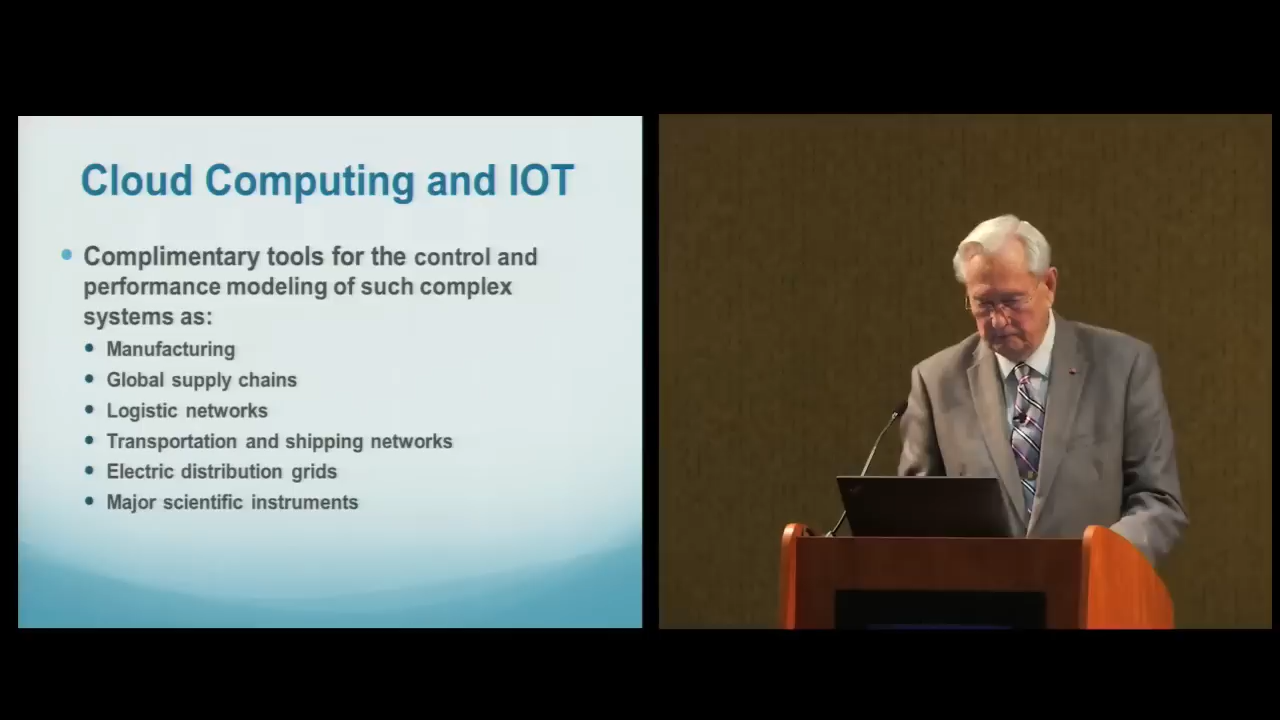 Cloud Computing and IOT
Complimentary tools for the control and
performance modeling of such complex
systems as:
Manufacturing
Global supply chains
Logistic networks
Transportation and shipping networks
Electric distribution grids
Major scientific instruments